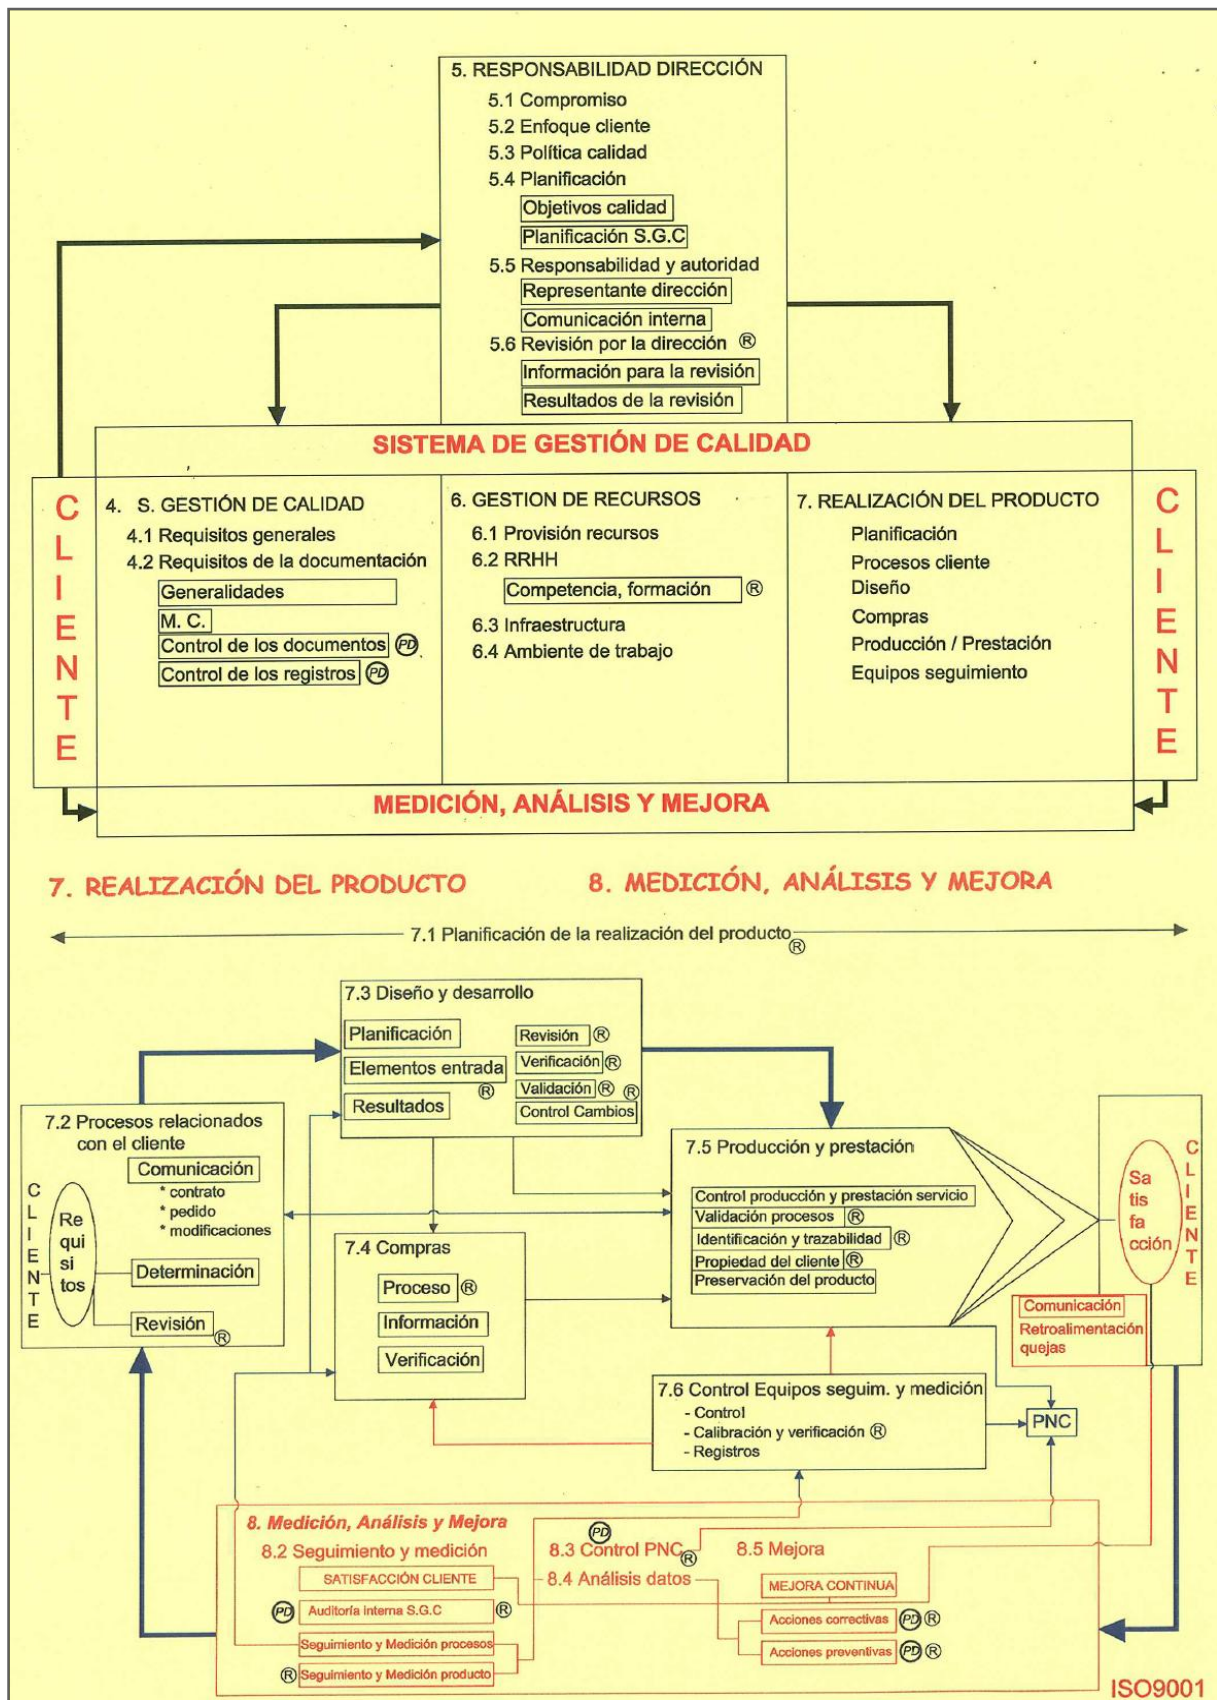 5. RESPONSABILIDAD DIRECCIÓN
5.1 Compromiso
5.2 Enfoque cliente
5.3 Política calidad
5.4 Planificación
Objetivos calidad
Planificación S.G.C
5.5 Responsabilidad y autoridad
Representante dirección
Comunicación interna
5.6 Revisión por la dirección ®
Información para la revisión
Resultados de la revisión
SISTEMA DE GESTIÓN DE CALIDAD
CLIENTE
4. S. GESTIÓN DE CALIDAD
4.1 Requisitos generales
4.2 Requisitos de la documentación
Generalidades
M. C.
Control de los documentos PD
Control de los registros PD
6. GESTION DE RECURSOS
6.1 Provisión recursos
6.2 RRHH
Competencia, formación ®
6.3 Infraestructura
6.4 Ambiente de trabajo
7. REALIZACIÓN DEL PRODUCTO
Planificación
Procesos cliente
Diseño
Compras
Producción / Prestación
Equipos seguimiento
CLIENTE
MEDICIÓN, ANÁLISIS Y MEJORA
7. REALIZACIÓN DEL PRODUCTO
8. MEDICIÓN, ANÁLISIS Y MEJORA
7.1 Planificación de la realización del producto ®
7.3 Diseño y desarrollo
Planificación
Elementos entrada ®
Resultados
Revisión ®
Verificación ®
Validación ® ®
Control Cambios
7.2 Procesos relacionados
con el cliente
Comunicación
* contrato
* pedido
* modificaciones
CLIENTE
Re
qui
si
tos
Determinación
Revisión ®
7.4 Compras
Proceso ®
Información
Verificación
7.5 Producción y prestación
Control producción y prestación servicio
Validación procesos ®
Identificación y trazabilidad ®
Propiedad del cliente ®
Preservación del producto
Sa
tis
fa
cción
CLIENTE
Comunicación
Retroalimentación
quejas
7.6 Control Equipos seguim. y medición
- Control
- Calibración y verificación ®
- Registros
PNC
8. Medición, Análisis y Mejora
8.2 Seguimiento y medición
SATISFACCIÓN CLIENTE
PD Auditoría interna S.G.C ®
Seguimiento y Medición procesos
® Seguimiento y Medición producto
PD
8.3 Control PNC ®
8.4 Análisis datos
8.5 Mejora
MEJORA CONTINUA
Acciones correctivas PD ®
Acciones preventivas PD ®
ISO9001